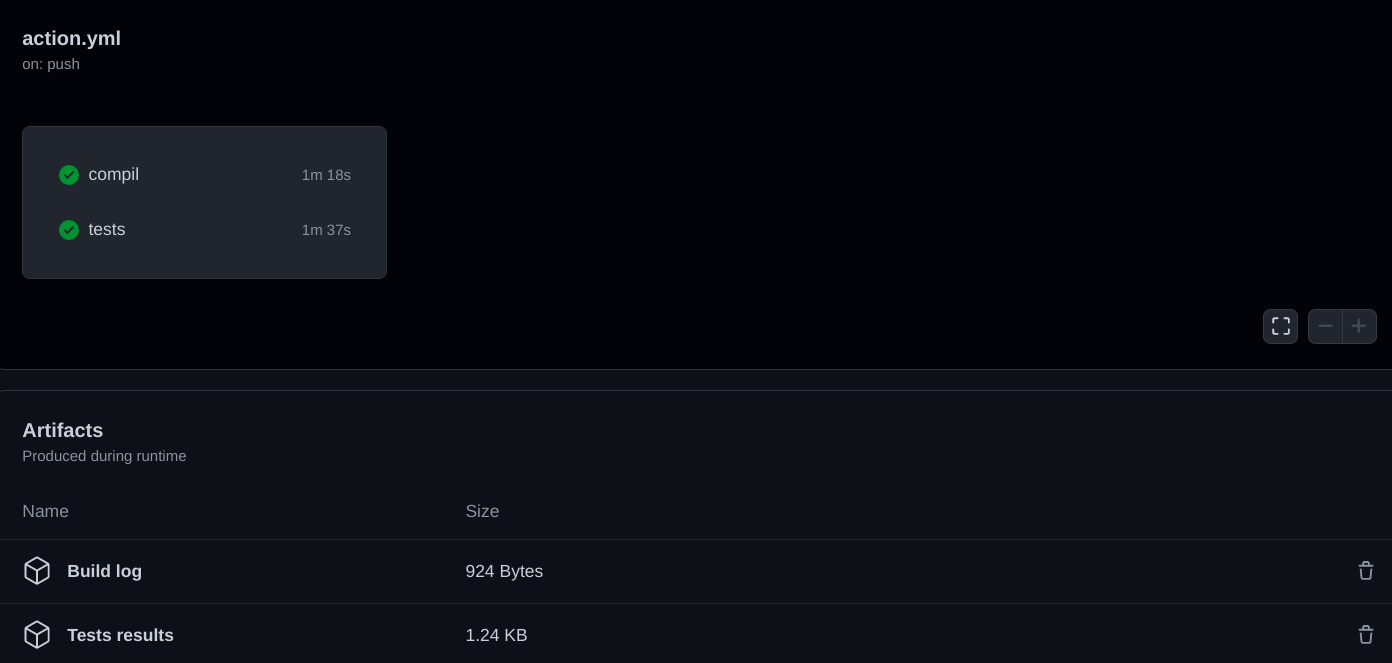 action.yml
on: push
compil 1m 18s
tests 1m 37s
Artifacts
Produced during runtime
Name Size
Build log 924 Bytes
Tests results 1.24 KB